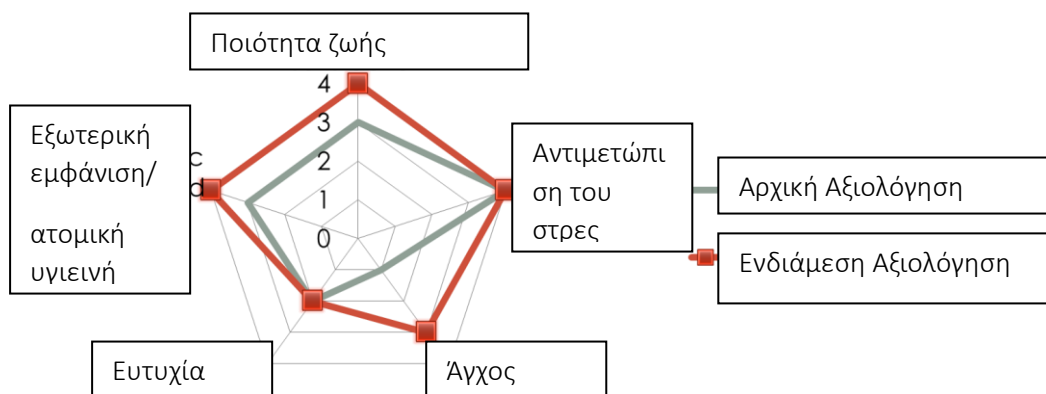 Ποιότητα ζωής
4
3
2
1
0
Εξωτερική
εμφάνιση/
ατομική
υγιεινή
c
d
Αντιμετώπι
ση του
στρες
Αρχική Αξιολόγηση
Ενδιάμεση Αξιολόγηση
Ευτυχία
Άγχος